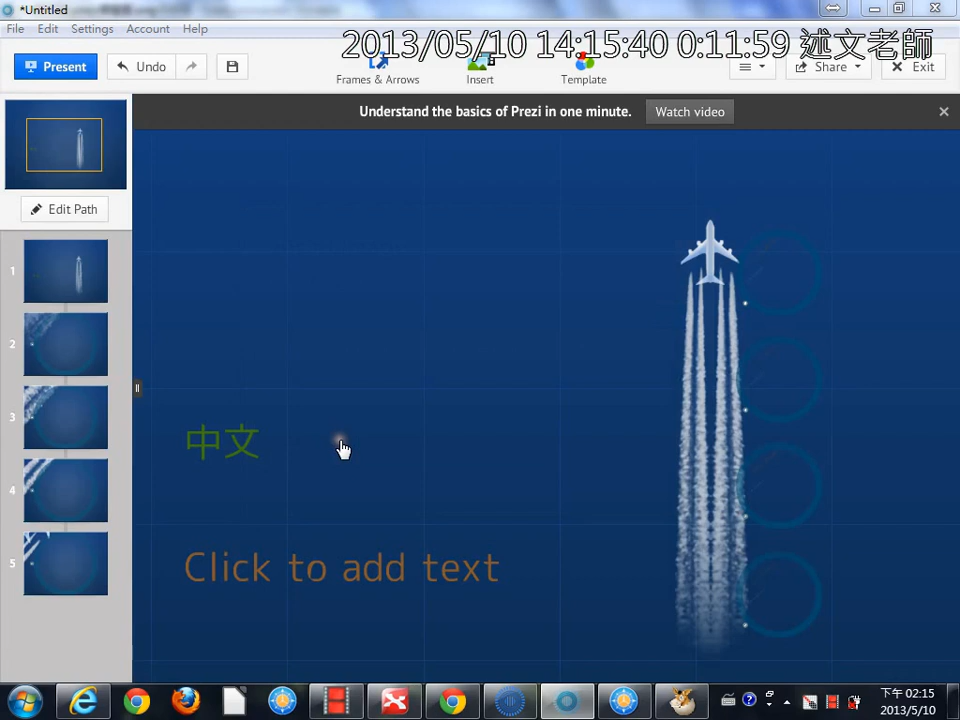 *Untitled
File Edit Settings Account Help
2013/05/10 14:15:40 0:11:59 述文老師
Present Undo Frames & Arrows Insert Template Share Exit
Understand the basics of Prezi in one minute. Watch video
Edit Path
1
2
3
4
5
中文
Click to add text
下午 02:15
2013/5/10